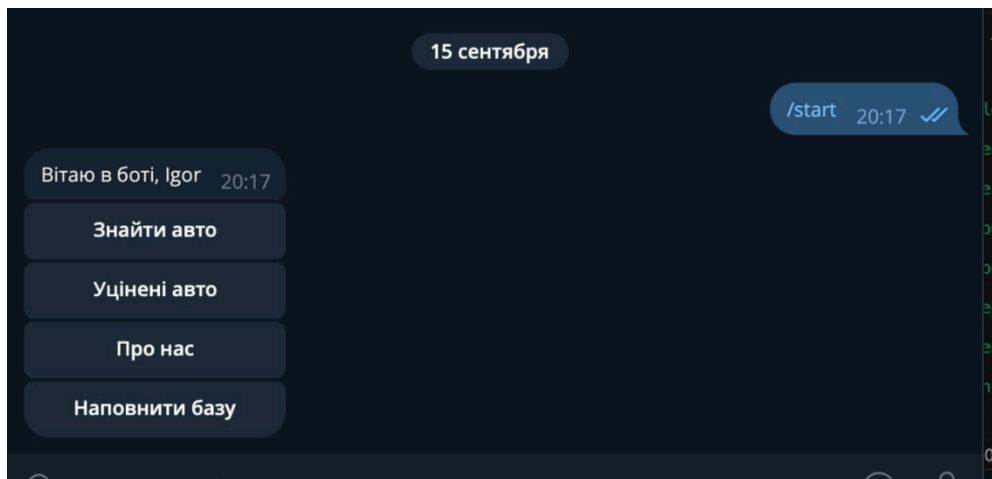 15 сентября
/start 20:17
Вітаю в боті, Igor 20:17
Знайти авто
Уцінені авто
Про нас
Наповнити базу